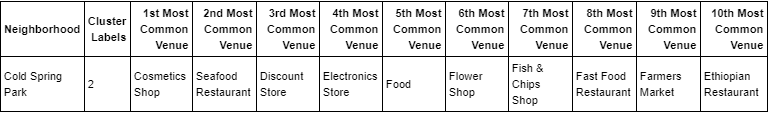 Neighborhood Cluster Labels 1st Most Common Venue 2nd Most Common Venue 3rd Most Common Venue 4th Most Common Venue 5th Most Common Venue 6th Most Common Venue 7th Most Common Venue 8th Most Common Venue 9th Most Common Venue 10th Most Common Venue
Cold Spring Park 2 Cosmetics Shop Seafood Restaurant Discount Store Electronics Store Food Flower Shop Fish & Chips Shop Fast Food Restaurant Farmers Market Ethiopian Restaurant